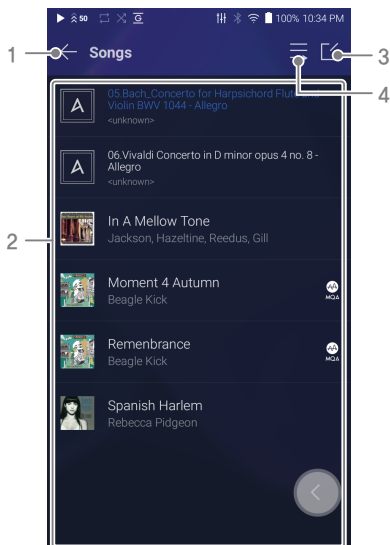 50 G 100% 10:34 PM
1 Songs 3
4
05.Bach_Concerto for Harpsichord Flute and
Violin BWV 1044 - Allegro
<unknown>
06.Vivaldi Concerto in D minor opus 4 no. 8 -
Allegro
<unknown>
2
In A Mellow Tone
Jackson, Hazeltine, Reedus, Gill
Moment 4 Autumn
Beagle Kick
MQA
Remenbrance
Beagle Kick
MQA
Spanish Harlem
Rebecca Pidgeon